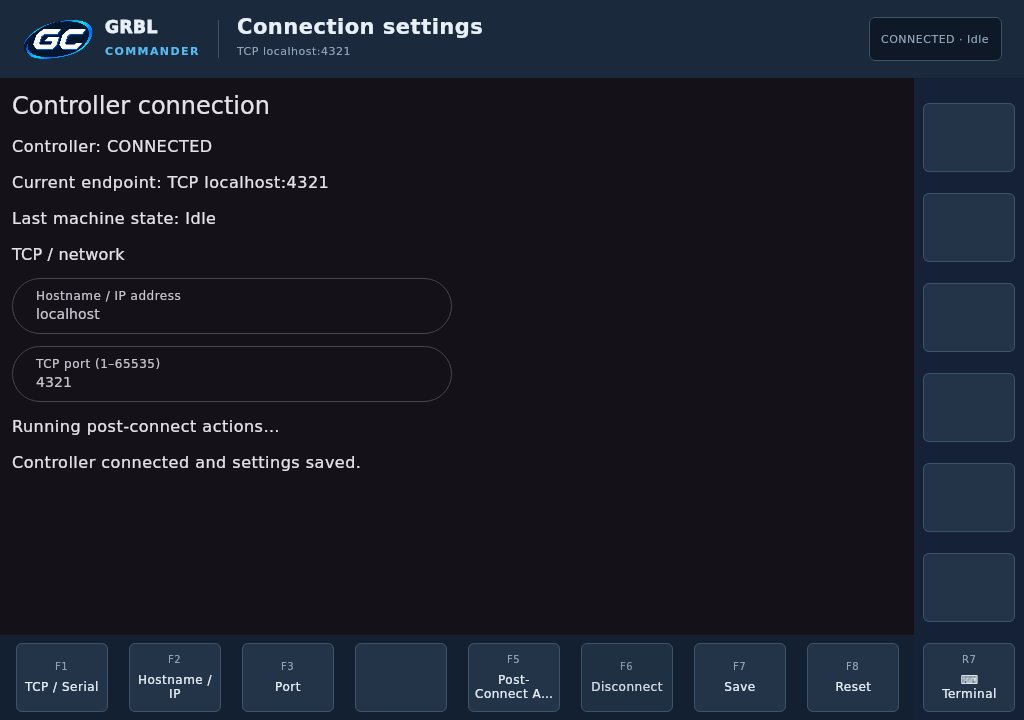 GC
GRBL
COMMANDER
Connection settings
TCP localhost:4321
CONNECTED · Idle
Controller connection
Controller: CONNECTED
Current endpoint: TCP localhost:4321
Last machine state: Idle
TCP / network
Hostname / IP address
localhost
TCP port (1–65535)
4321
Running post-connect actions...
Controller connected and settings saved.
F1
TCP / Serial
F2
Hostname /
IP
F3
Port
F5
Post-
Connect A...
F6
Disconnect
F7
Save
F8
Reset
R7
⌨
Terminal